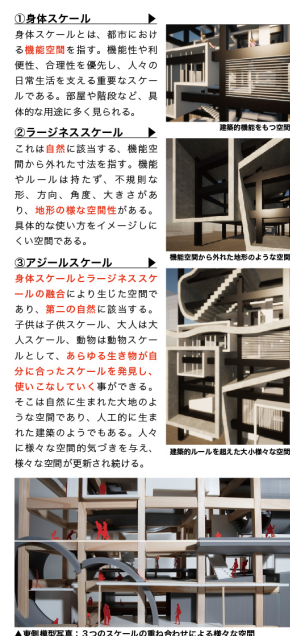 ①身体スケール ▶
身体スケールとは、都市におけ
る機能空間を指す。機能性や利
便性、合理性を優先し、人々の
日常生活を支える重要なスケー
ルである。部屋や階段など、具
体的な用途に多く見られる。
建築的機能をもつ空間
②ラージネススケール ▶
これは自然に該当する、機能空
間から外れた寸法を指す。機能
やルールは持たず、不規則な
形、方向、角度、大きさがあ
り、地形の様な空間性がある。
具体的な使い方をイメージしに
くい空間である。
機能空間から外れた地形のような空間
③アジールスケール ▶
身体スケールとラージネススケ
ールの融合により生じた空間で
あり、第二の自然に該当する。
子供は子供スケール、大人は大
人スケール、動物は動物スケー
ルとして、あらゆる生き物が自
分に合ったスケールを発見し、
使いこなしていく事ができる。
そこは自然に生まれた大地のよ
うな空間であり、人工的に生ま
れた建築のようでもある。人々
に様々な空間的気づきを与え、
様々な空間が更新され続ける。
建築的ルールを超えた大小様々な空間
▲東側模型写真:3つのスケールの重ね合わせによる様々な空間